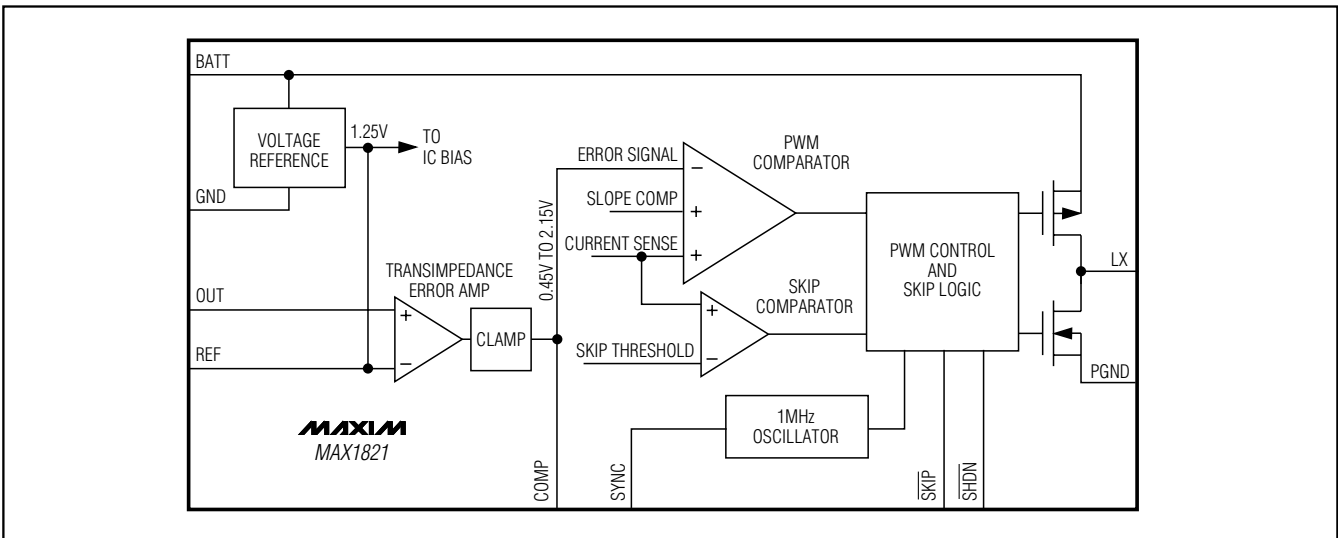 BATT
VOLTAGE
REFERENCE
1.25V
TO
IC BIAS
GND
ERROR SIGNAL
−
PWM
COMPARATOR
SLOPE COMP
+
CURRENT SENSE
+
0.45V TO 2.15V
PWM CONTROL
AND
SKIP LOGIC
LX
TRANSIMPEDANCE
ERROR AMP
OUT
+
CLAMP
SKIP
COMPARATOR
+
SKIP THRESHOLD
−
REF
−
PGND
MAXIM
MAX1821
1MHz
OSCILLATOR
COMP
SYNC
SKIP
SHDN